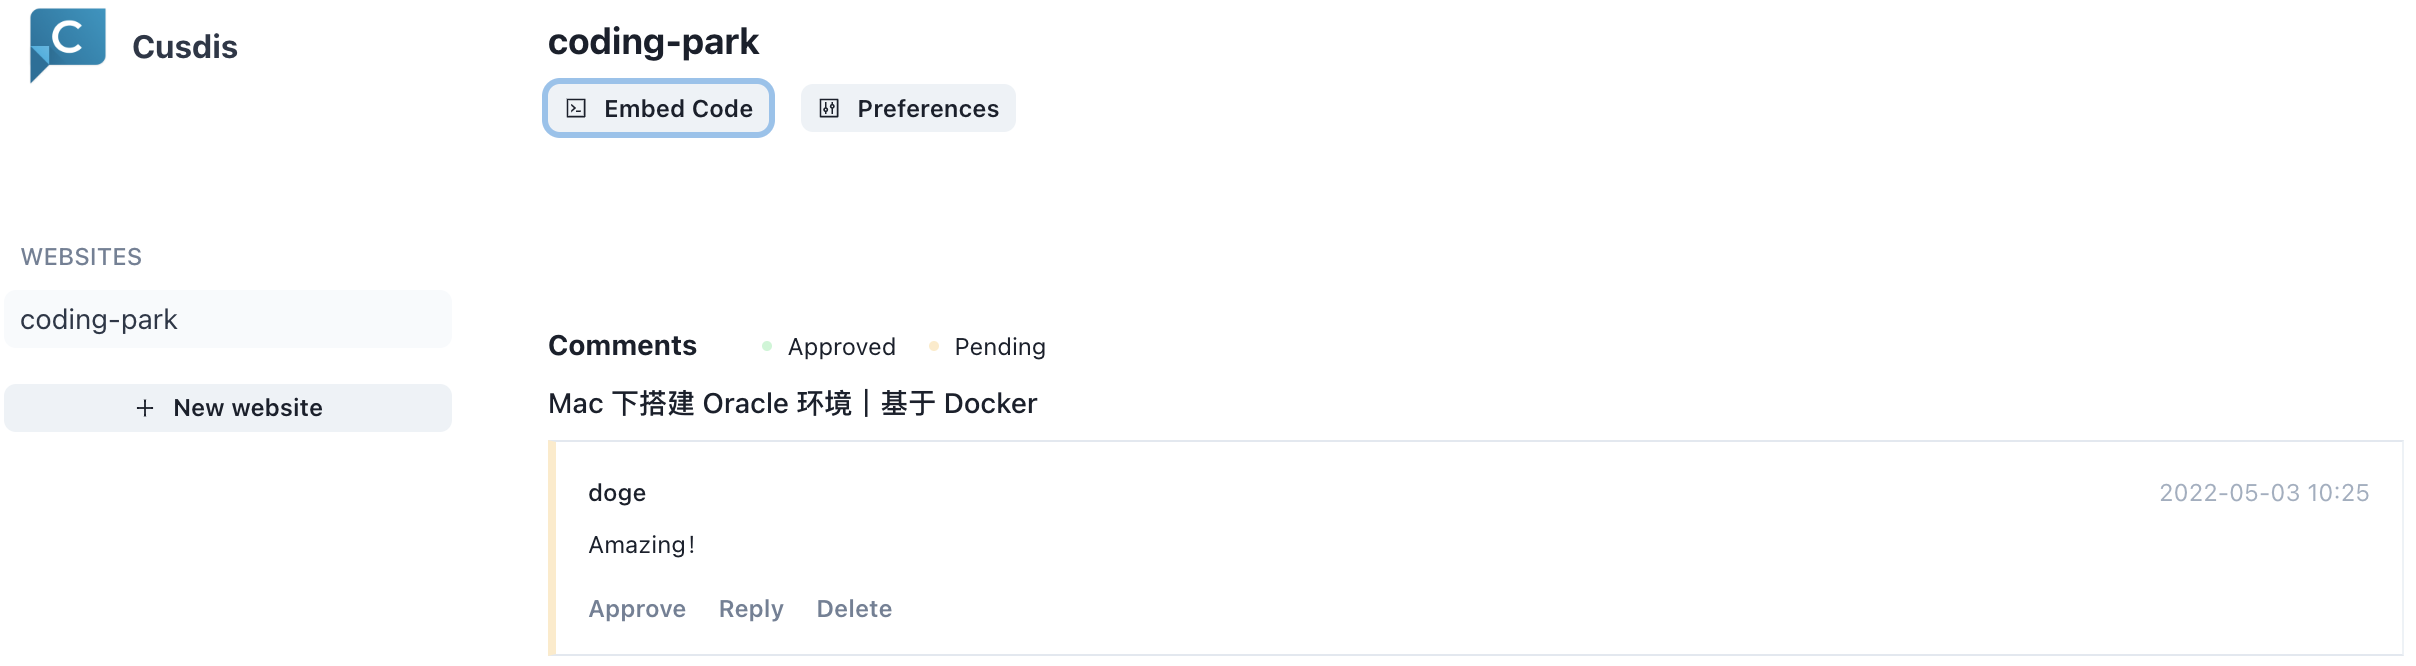 Cusdis
coding-park
Embed Code
Preferences
WEBSITES
coding-park
+ New website
Comments
Approved
Pending
Mac 下搭建 Oracle 环境｜基于 Docker
doge
2022-05-03 10:25
Amazing!
Approve Reply Delete